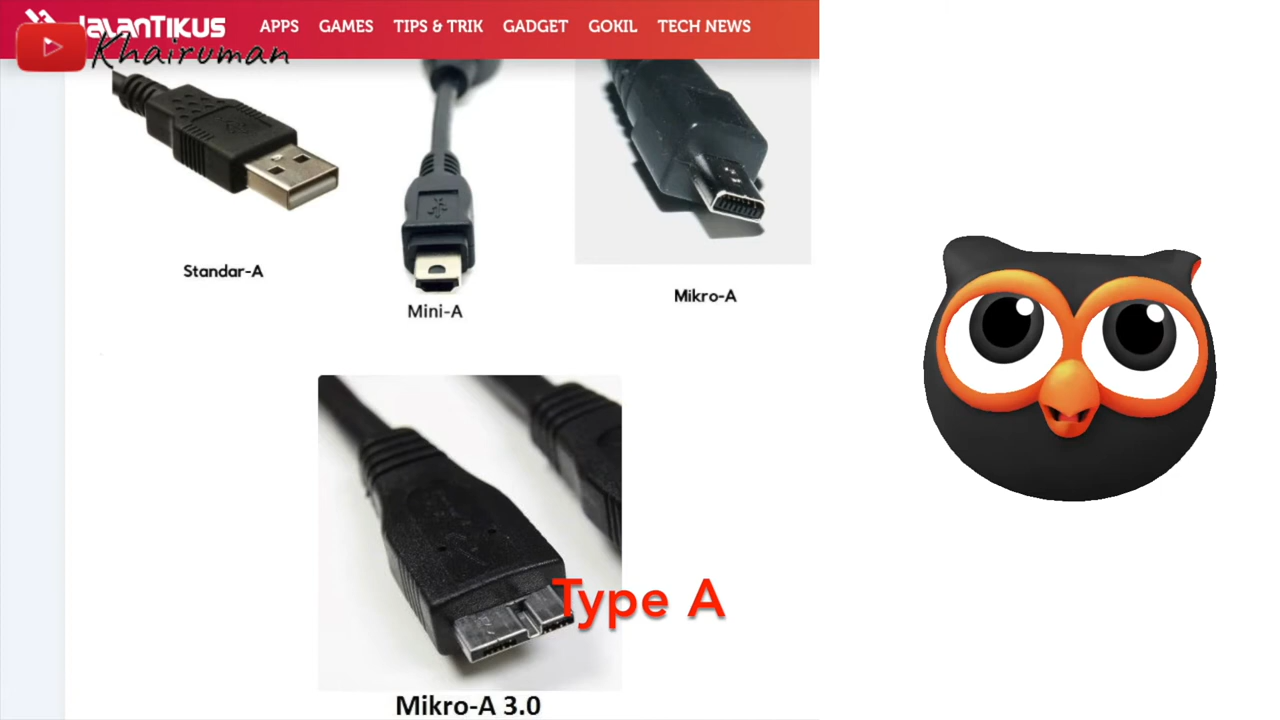 JALANTIKUS
APPS GAMES TIPS & TRIK GADGET GOKIL TECH NEWS
Khairuman
Standar-A
Mini-A
Mikro-A
Type A
Mikro-A 3.0